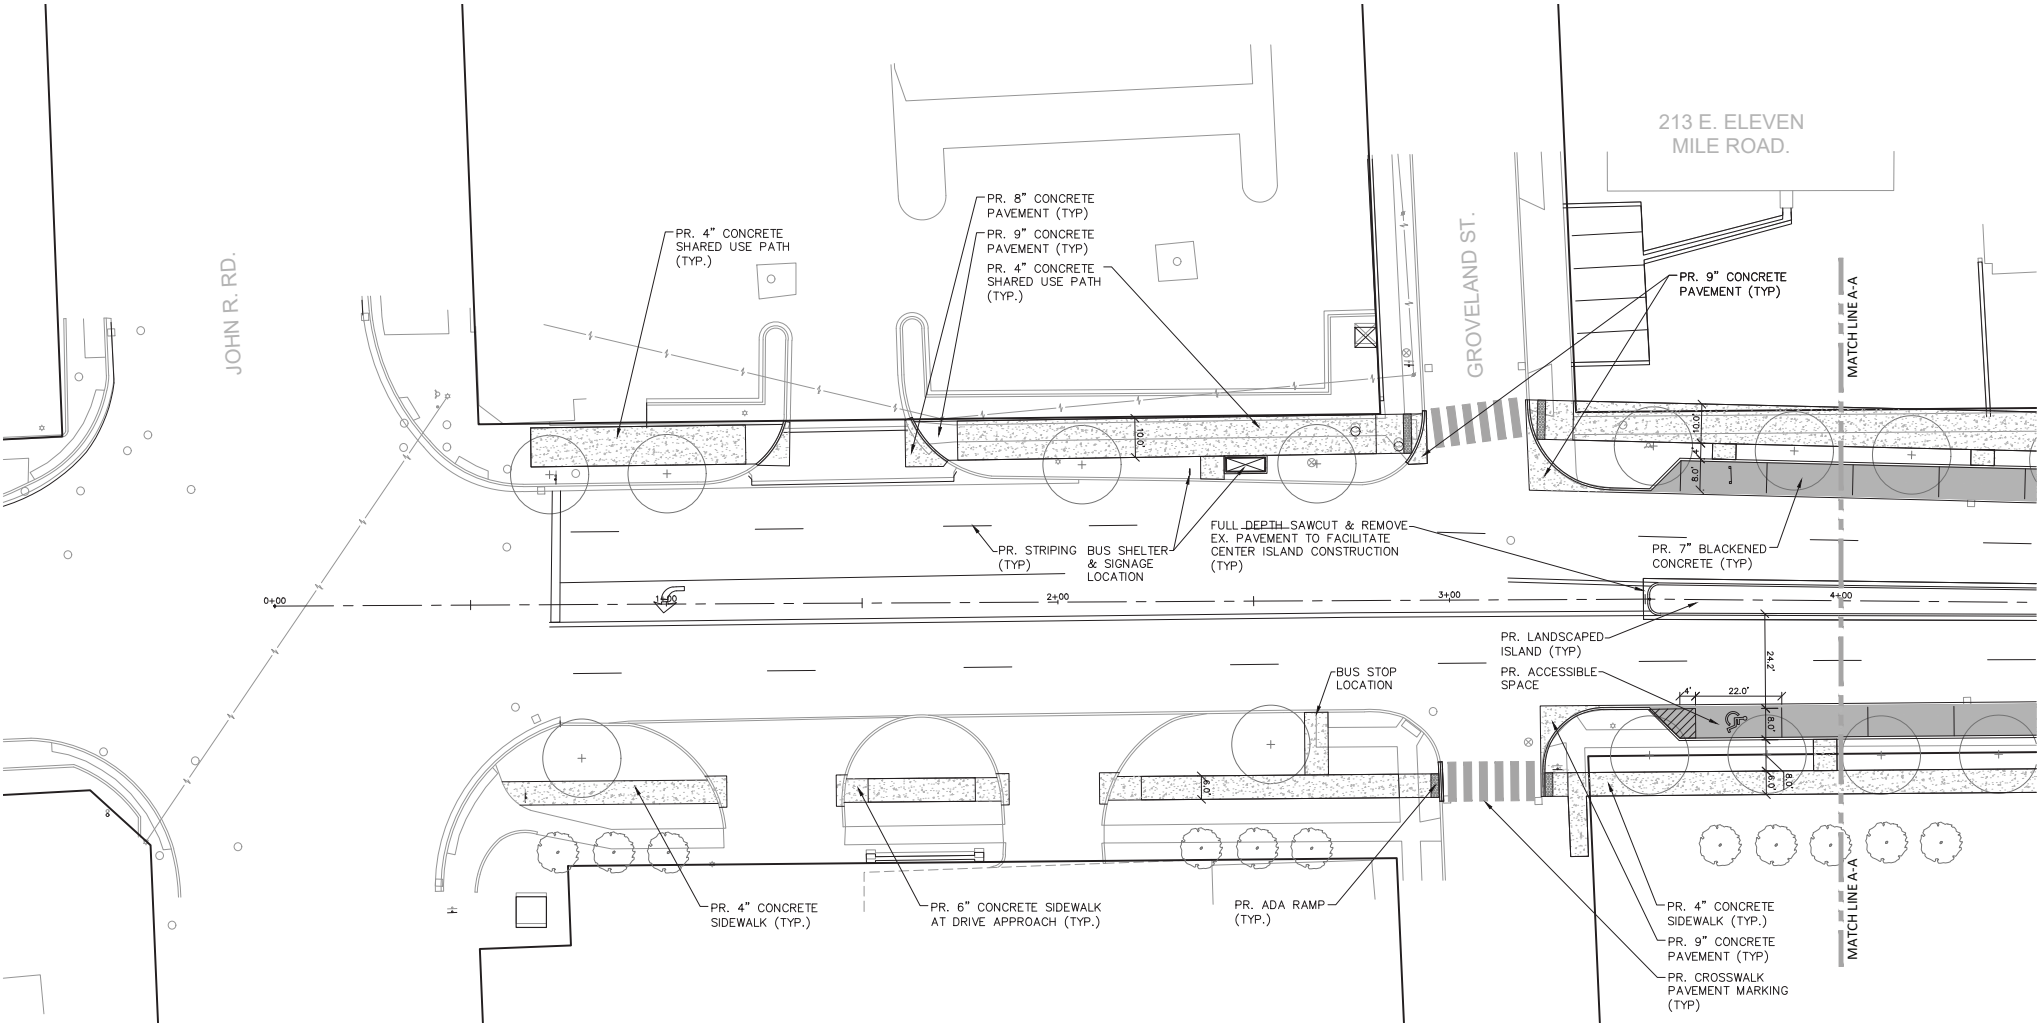 213 E. ELEVEN
MILE ROAD.
PR. 8" CONCRETE
PAVEMENT (TYP)
PR. 9" CONCRETE
PAVEMENT (TYP)
PR. 4" CONCRETE
SHARED USE PATH
(TYP.)
PR. 4" CONCRETE
SHARED USE PATH
(TYP.)
JOHN R. RD.
GROVELAND ST.
PR. 9" CONCRETE
PAVEMENT (TYP)
MATCH LINE A-A
10.0'
10.0'
4'
8.0'
PR. STRIPING
(TYP)
BUS SHELTER
& SIGNAGE
LOCATION
FULL DEPTH SAWCUT & REMOVE
EX. PAVEMENT TO FACILITATE
CENTER ISLAND CONSTRUCTION
(TYP)
PR. 7" BLACKENED
CONCRETE (TYP)
0+00
1+00
2+00
3+00
4+00
PR. LANDSCAPED
ISLAND (TYP)
24.2'
PR. ACCESSIBLE
SPACE
BUS STOP
LOCATION
4'
22.0'
8.0'
6.0'
6.0'
8.0'
PR. 4" CONCRETE
SIDEWALK (TYP.)
PR. 6" CONCRETE SIDEWALK
AT DRIVE APPROACH (TYP.)
PR. ADA RAMP
(TYP.)
PR. 4" CONCRETE
SIDEWALK (TYP.)
PR. 9" CONCRETE
PAVEMENT (TYP)
PR. CROSSWALK
PAVEMENT MARKING
(TYP)
MATCH LINE A-A